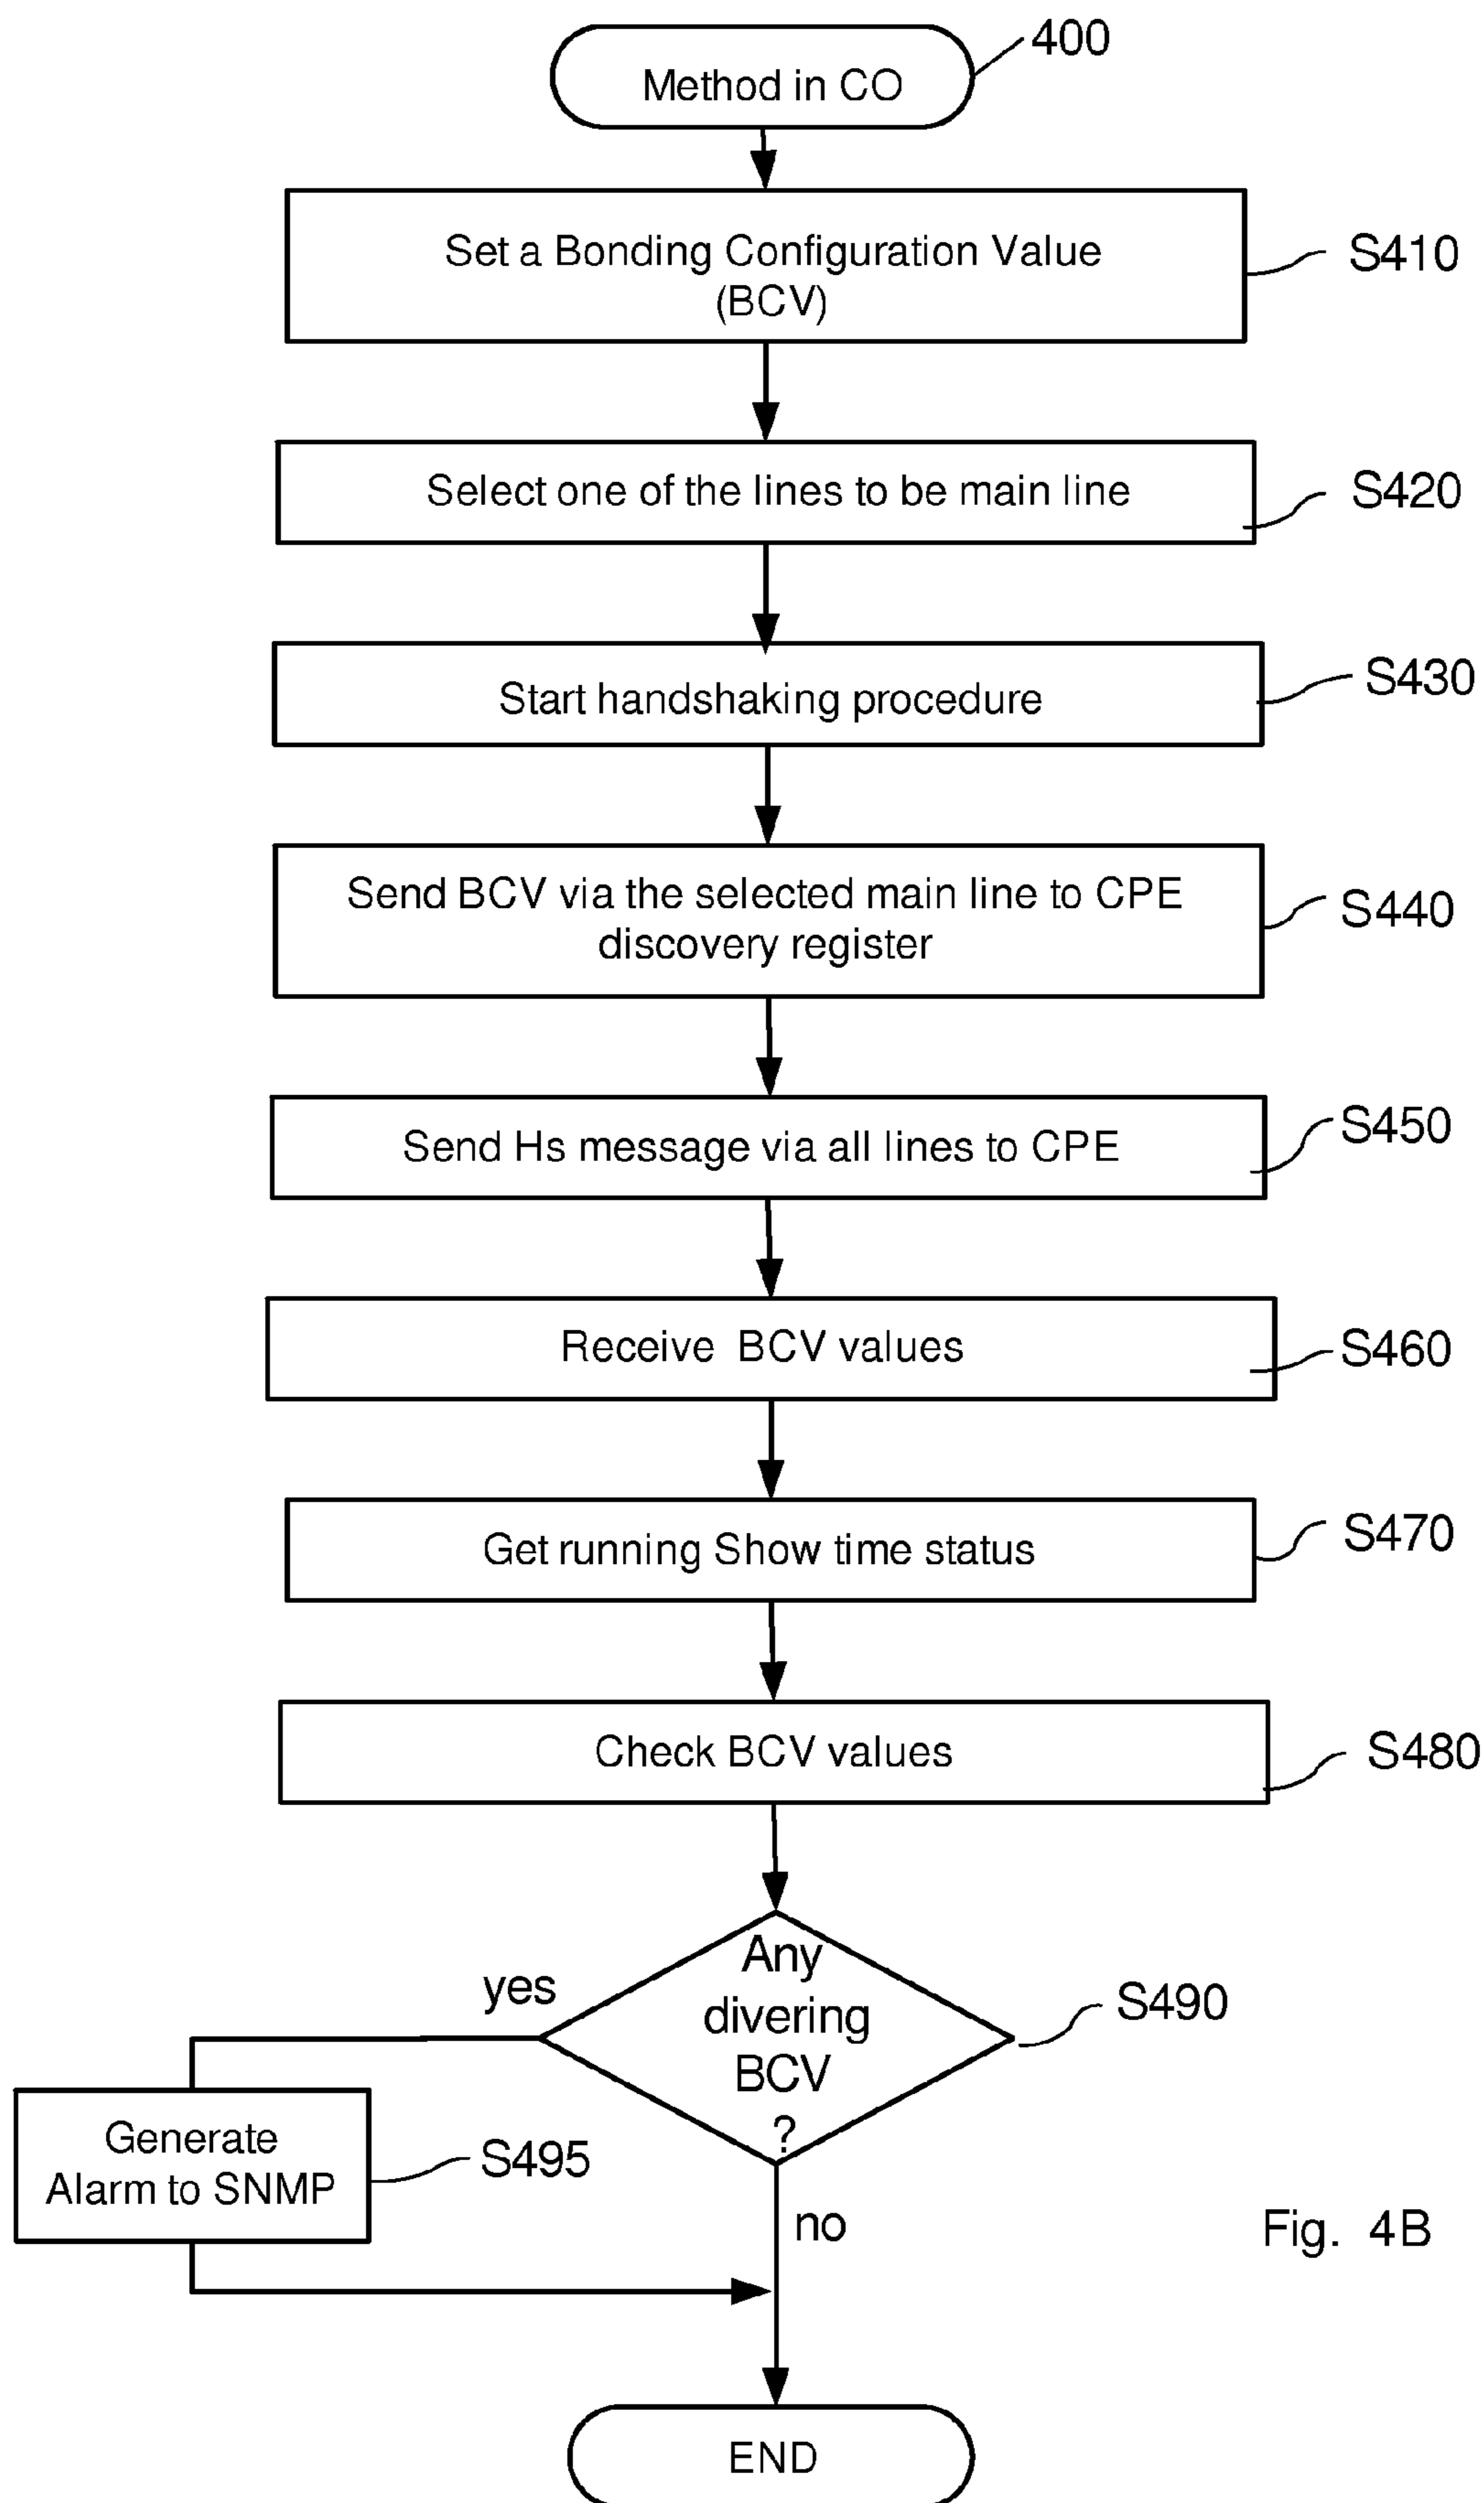 400
Method in CO
Set a Bonding Configuration Value
(BCV)
S410
Select one of the lines to be main line
S420
Start handshaking procedure
S430
Send BCV via the selected main line to CPE
discovery register
S440
Send Hs message via all lines to CPE
S450
Receive BCV values
S460
Get running Show time status
S470
Check BCV values
S480
Any
divering
BCV
?
yes
S490
Generate
Alarm to SNMP
S495
no
Fig. 4B
END